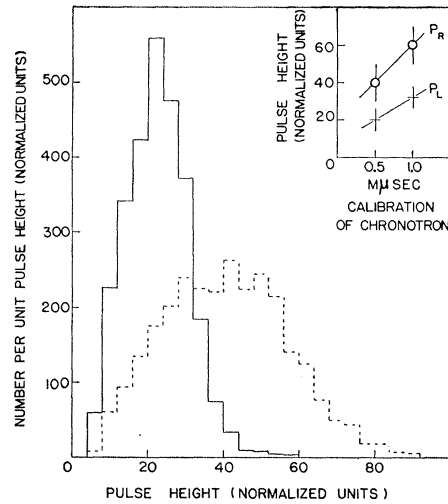 NUMBER PER UNIT PULSE HEIGHT (NORMALIZED UNITS)
500
400
300
200
100
0
20
40
60
80
PULSE HEIGHT (NORMALIZED UNITS)
PULSE HEIGHT
(NORMALIZED UNITS)
60
40
20
P_R
P_L
0.5
1.0
MμSEC
CALIBRATION
OF CHRONOTRON